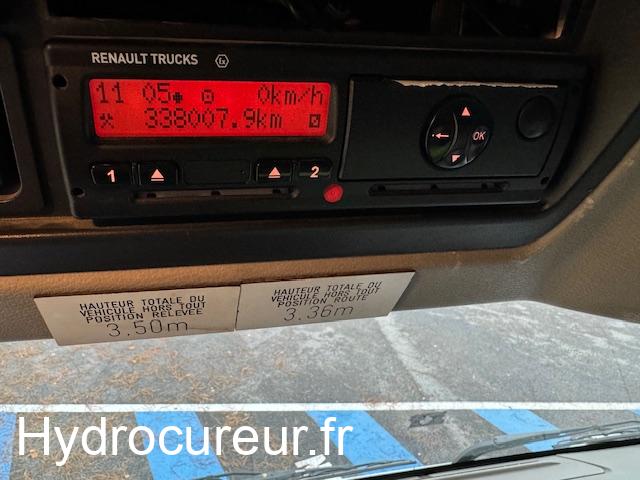 RENAULT TRUCKS Ex
11 05 0km/h
338007.9km
1 2 OK
HAUTEUR TOTALE DU
VEHICULE HORS TOUT
POSITION RELEVEE
3.50m
HAUTEUR TOTALE DU
VEHICULE HORS TOUT
POSITION ROUTE
3.36m
Hydrocureur.fr